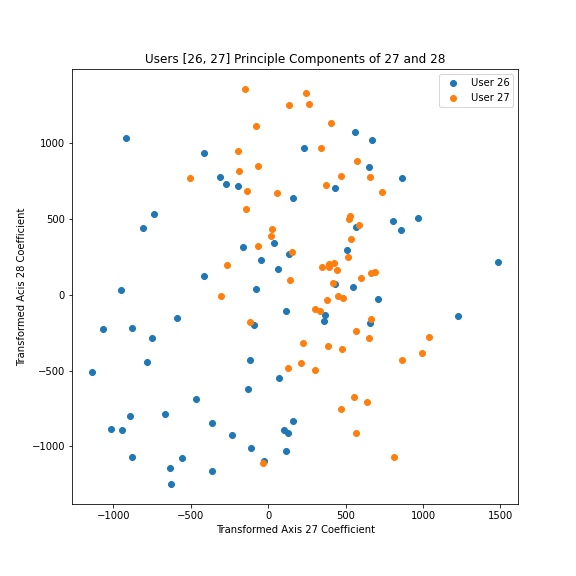 Users [26, 27] Principle Components of 27 and 28
User 26
User 27
1000
500
0
−500
−1000
Transformed Acis 28 Coefficient
−1000
−500
0
500
1000
1500
Transformed Axis 27 Coefficient